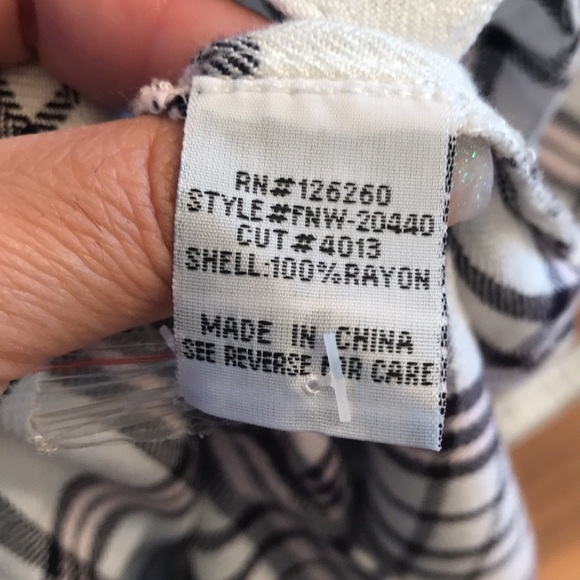 RN#126260
STYLE#FNW-20440
CUT#4013
SHELL:100%RAYON
MADE IN CHINA
SEE REVERSE FOR CARE